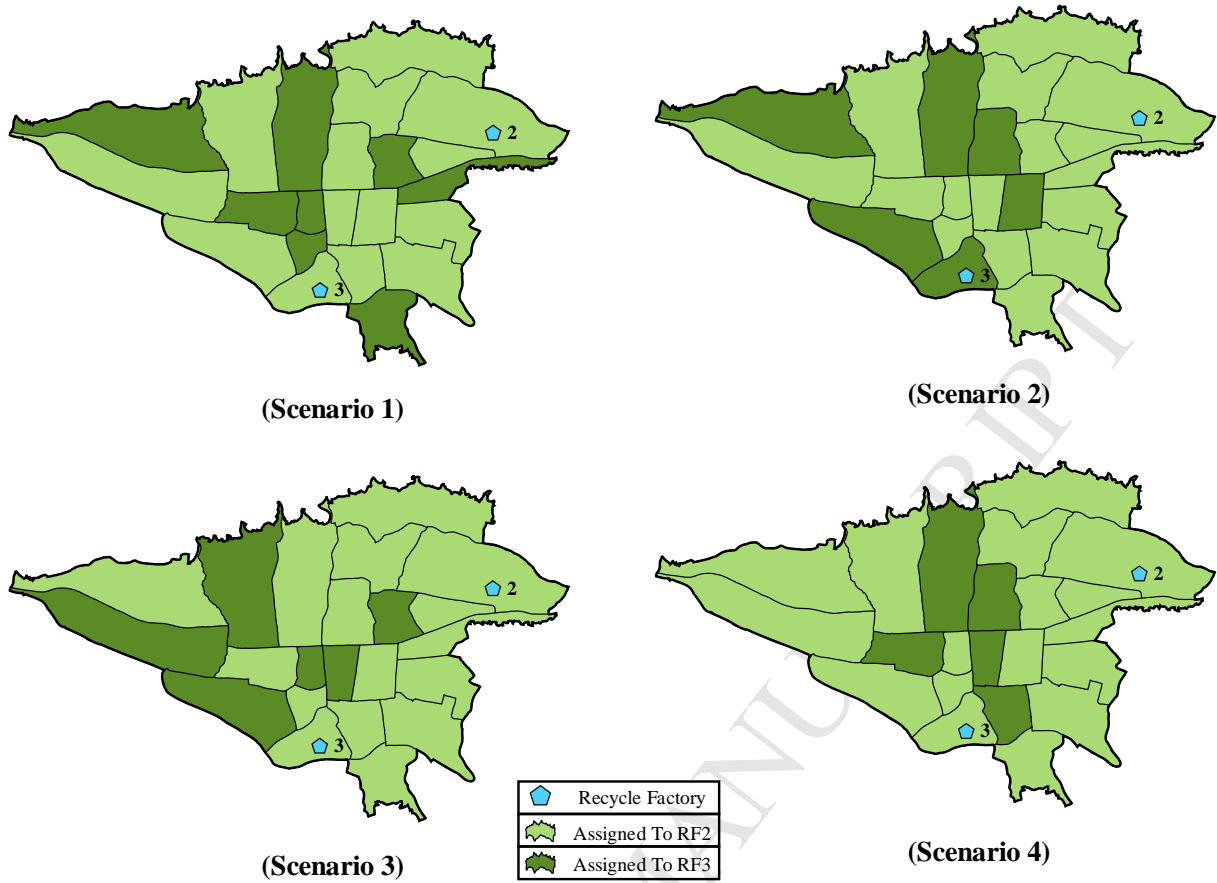 2
3
(Scenario 1)
2
3
(Scenario 2)
2
3
(Scenario 3)
2
3
(Scenario 4)
Recycle Factory
Assigned To RF2
Assigned To RF3
MANUSCRIPT